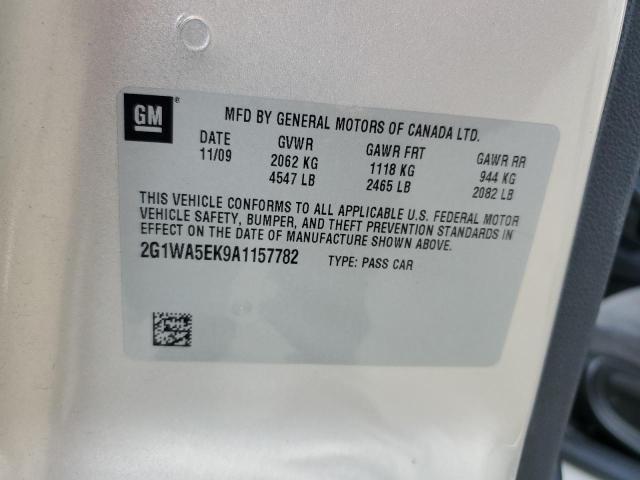 GM
MFD BY GENERAL MOTORS OF CANADA LTD.
DATE GVWR GAWR FRT GAWR RR
11/09 2062 KG 1118 KG 944 KG
4547 LB 2465 LB 2082 LB
THIS VEHICLE CONFORMS TO ALL APPLICABLE U.S. FEDERAL MOTOR
VEHICLE SAFETY, BUMPER, AND THEFT PREVENTION STANDARDS IN
EFFECT ON THE DATE OF MANUFACTURE SHOWN ABOVE.
2G1WA5EK9A1157782 TYPE: PASS CAR